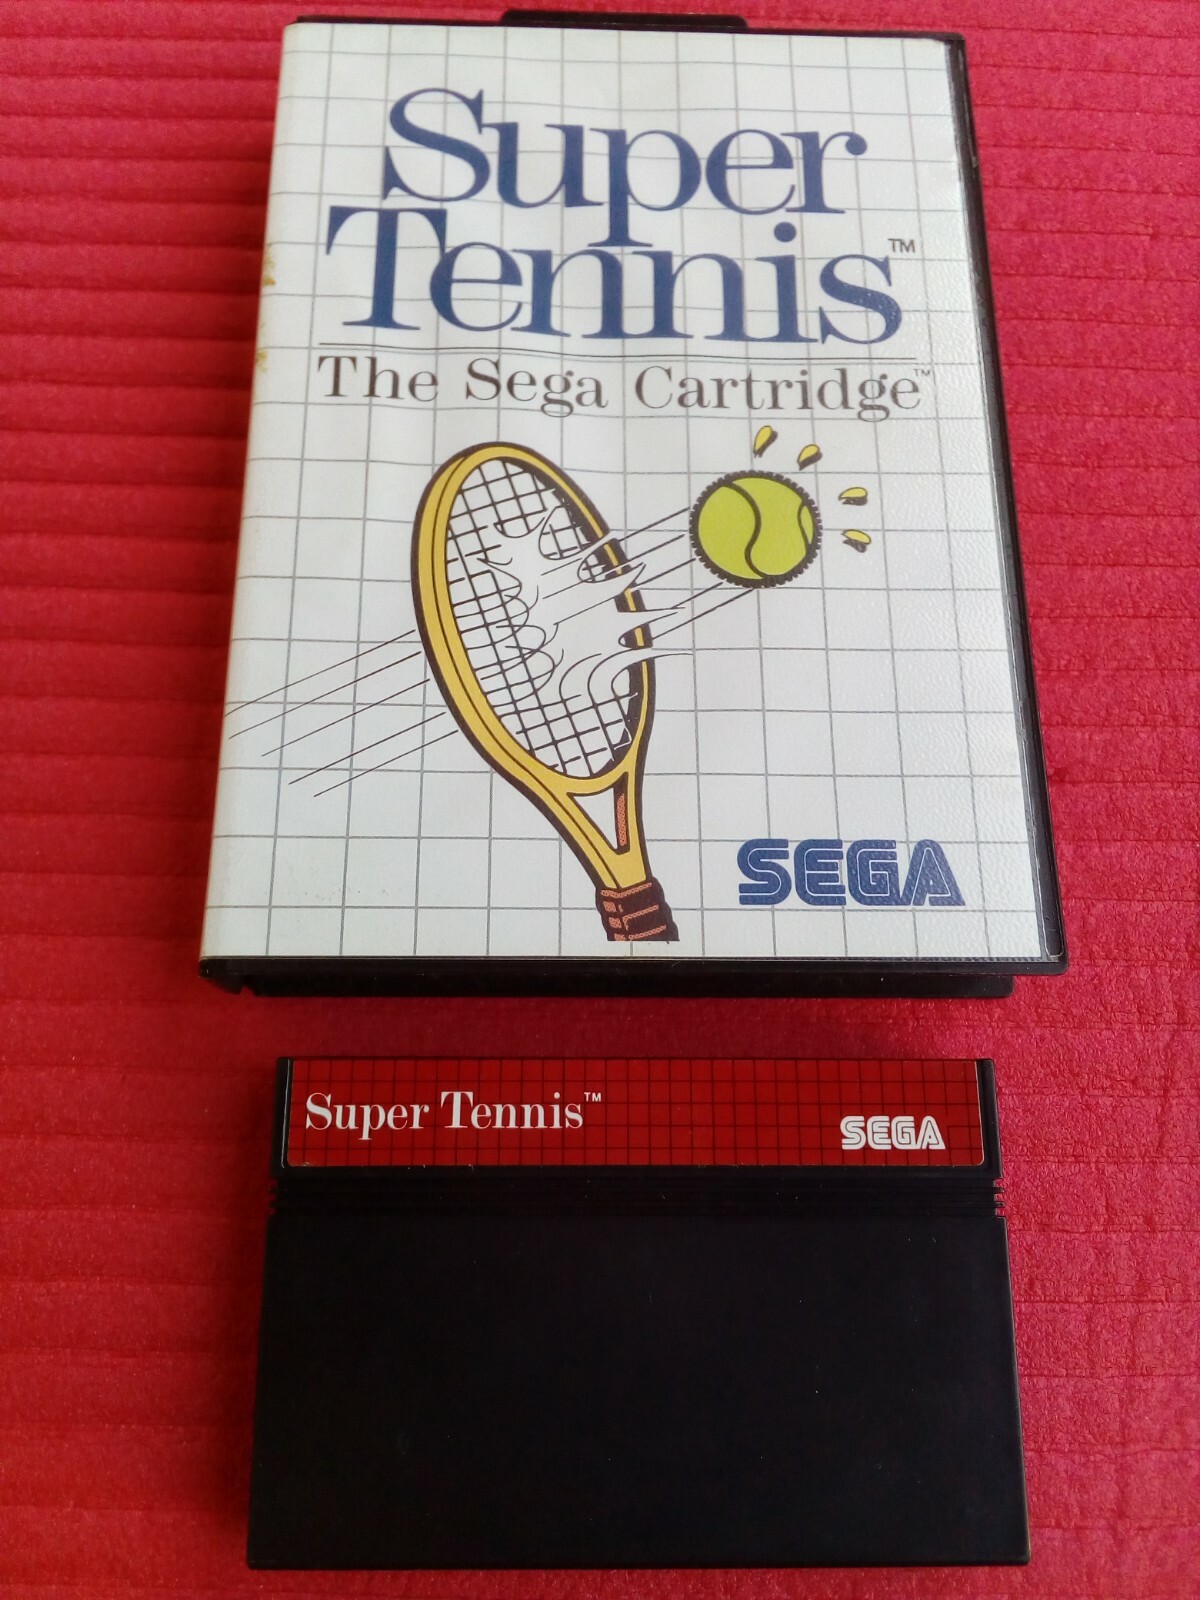 Super
Tennis™
The Sega Cartridge™
SEGA
Super Tennis™
SEGA